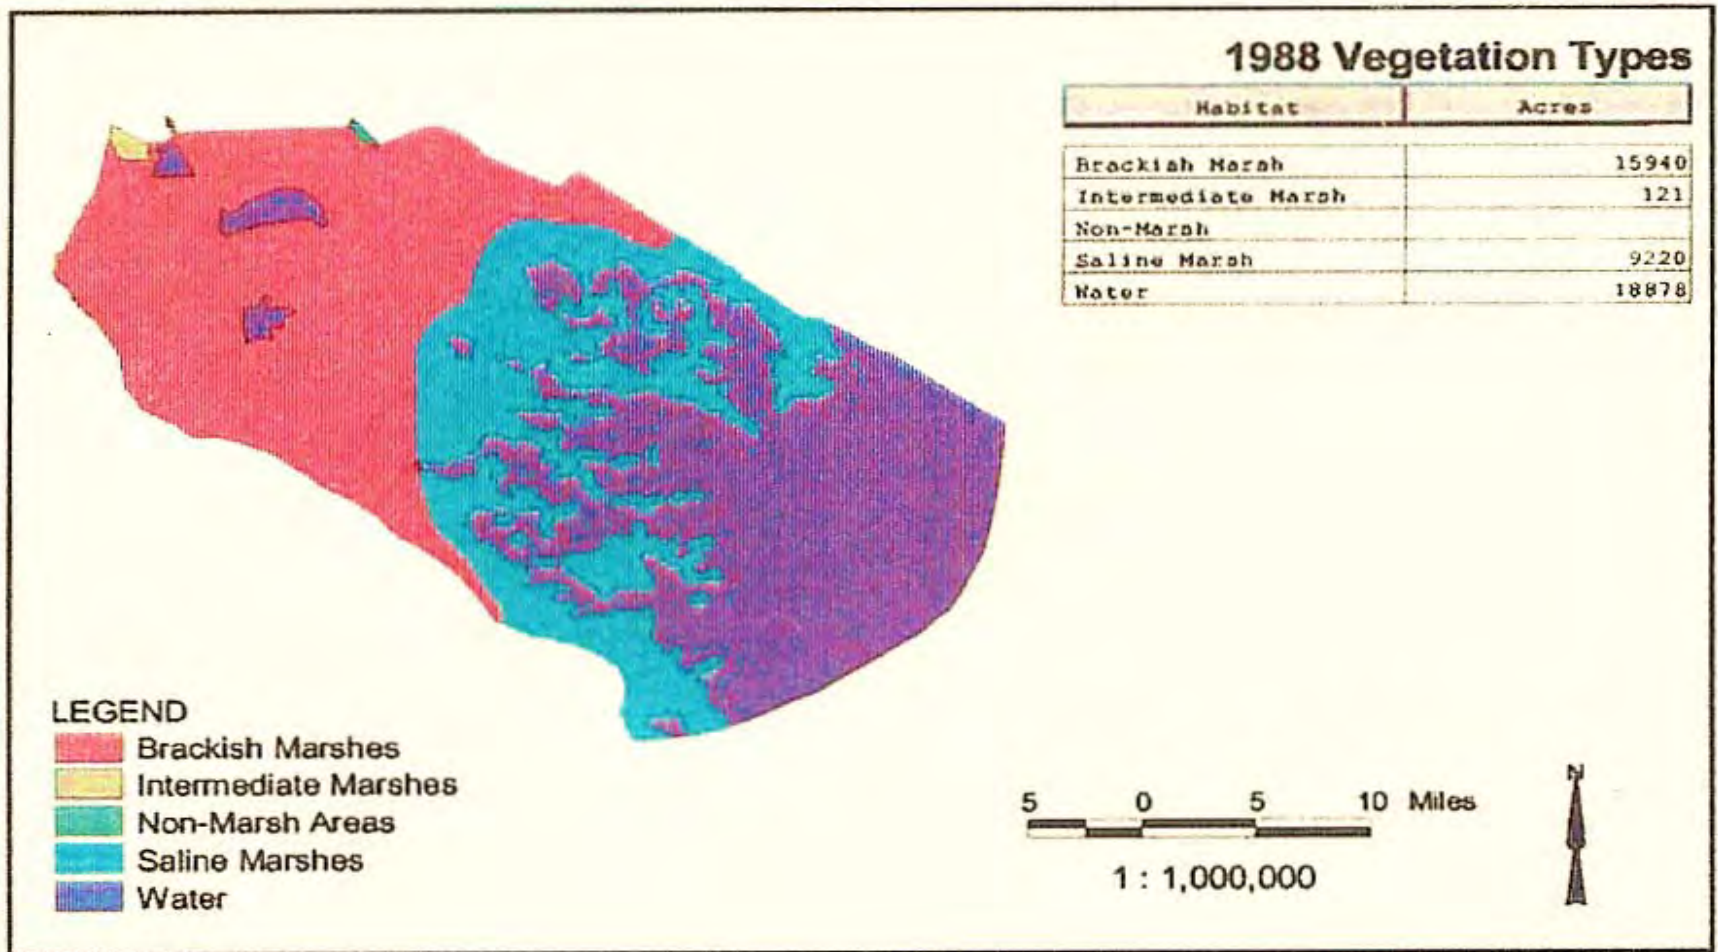 1988 Vegetation Types
Habitat Acres
Brackish Marsh 15940
Intermediate Marsh 121
Non-Marsh
Saline Marsh 9220
Water 18878
LEGEND
Brackish Marshes
Intermediate Marshes
Non-Marsh Areas
Saline Marshes
Water
5 0 5 10 Miles
1 : 1,000,000
N